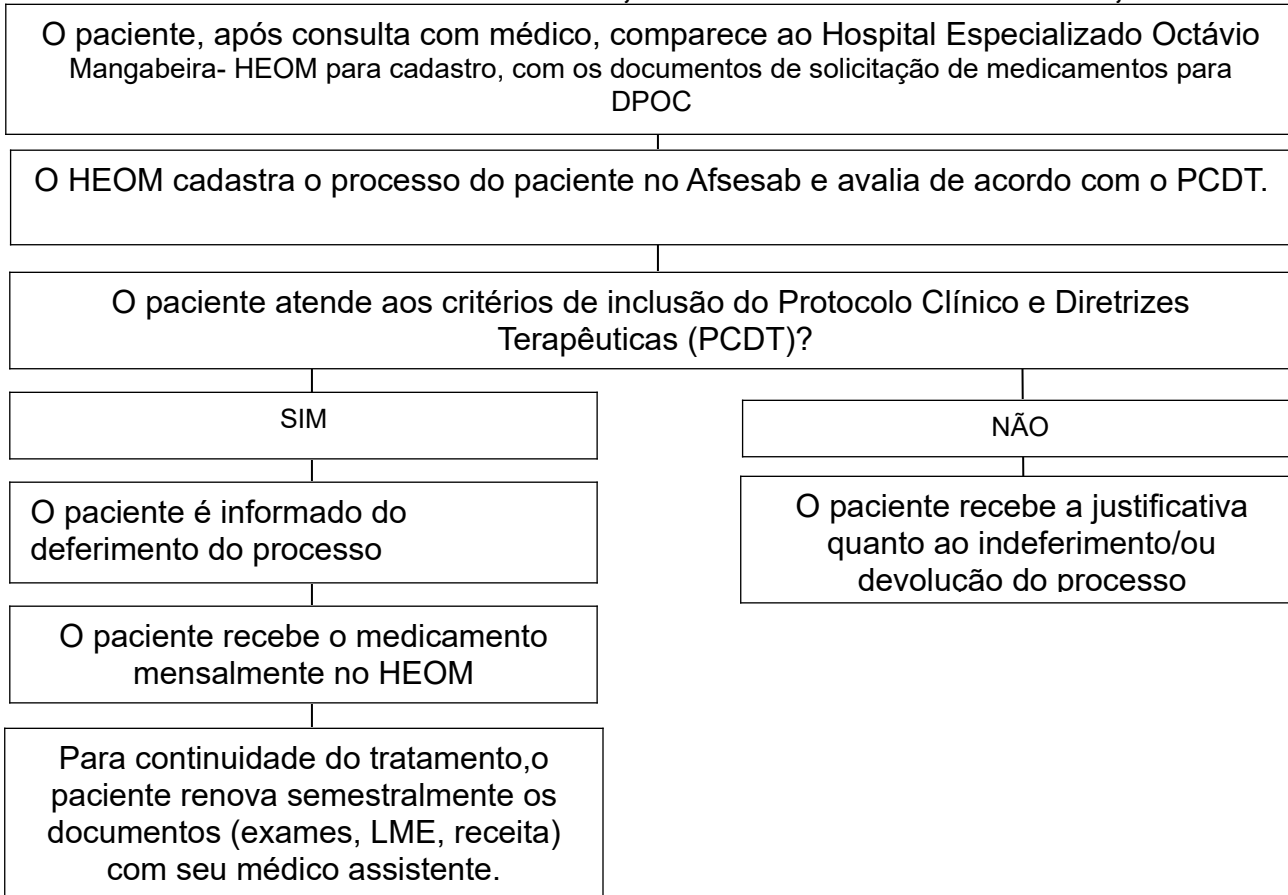 O paciente, após consulta com médico, comparece ao Hospital Especializado Octávio
Mangabeira- HEOM para cadastro, com os documentos de solicitação de medicamentos para
DPOC
O HEOM cadastra o processo do paciente no Afsesab e avalia de acordo com o PCDT.
O paciente atende aos critérios de inclusão do Protocolo Clínico e Diretrizes
Terapêuticas (PCDT)?
SIM
O paciente é informado do
deferimento do processo
O paciente recebe o medicamento
mensalmente no HEOM
Para continuidade do tratamento,o
paciente renova semestralmente os
documentos (exames, LME, receita)
com seu médico assistente.
NÃO
O paciente recebe a justificativa
quanto ao indeferimento/ou
devolução do processo